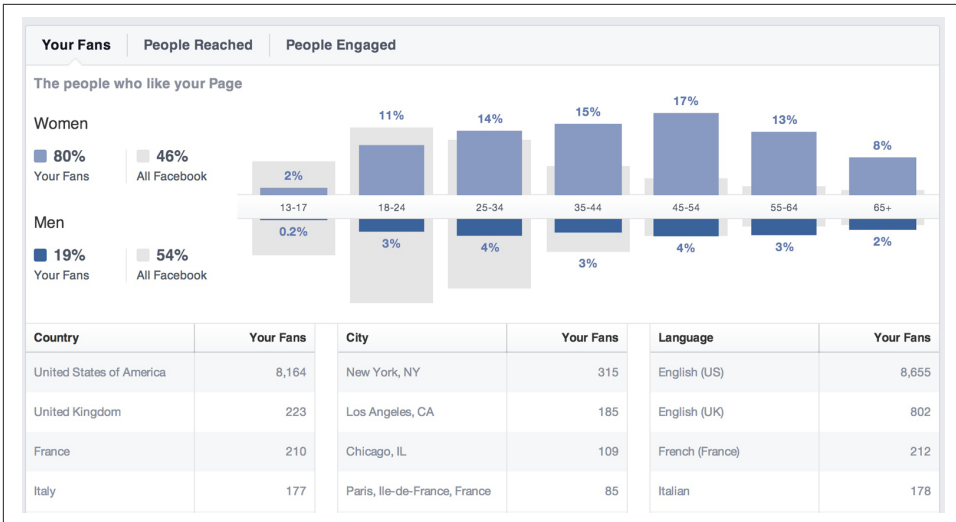 Your Fans People Reached People Engaged
The people who like your Page
Women
80% 46%
Your Fans All Facebook
Men
19% 54%
Your Fans All Facebook
2% 11% 14% 15% 17% 13% 8%
13-17 18-24 25-34 35-44 45-54 55-64 65+
0.2% 3% 4% 3% 4% 3% 2%
Country Your Fans City Your Fans Language Your Fans
United States of America 8,164 New York, NY 315 English (US) 8,655
United Kingdom 223 Los Angeles, CA 185 English (UK) 802
France 210 Chicago, IL 109 French (France) 212
Italy 177 Paris, Ile-de-France, France 85 Italian 178